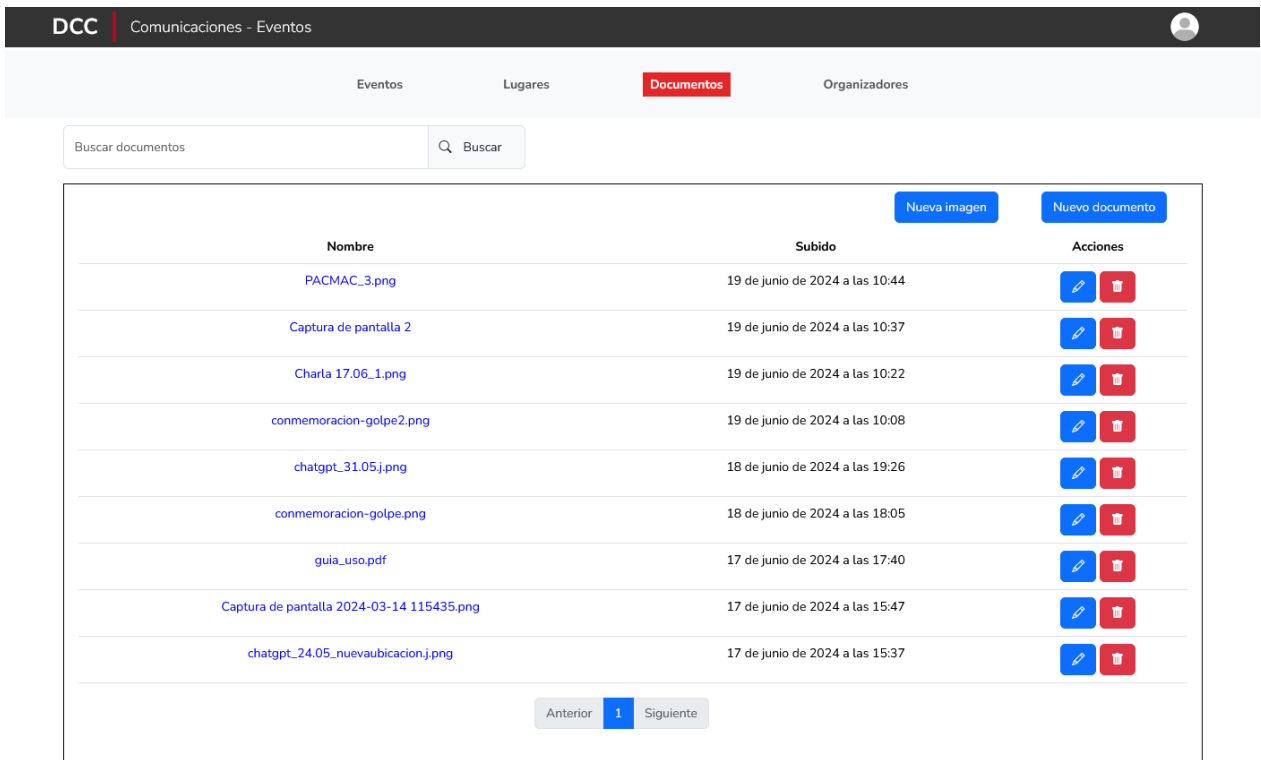 DCC Comunicaciones - Eventos
Eventos Lugares Documentos Organizadores
Buscar documentos Buscar
Nueva imagen Nuevo documento
Nombre Subido Acciones
PACMAC_3.png 19 de junio de 2024 a las 10:44
Captura de pantalla 2 19 de junio de 2024 a las 10:37
Charla 17.06_1.png 19 de junio de 2024 a las 10:22
conmemoracion-golpe2.png 19 de junio de 2024 a las 10:08
chatgpt_31.05.j.png 18 de junio de 2024 a las 19:26
conmemoracion-golpe.png 18 de junio de 2024 a las 18:05
guia_uso.pdf 17 de junio de 2024 a las 17:40
Captura de pantalla 2024-03-14 115435.png 17 de junio de 2024 a las 15:47
chatgpt_24.05_nuevaubicacion.j.png 17 de junio de 2024 a las 15:37
Anterior 1 Siguiente